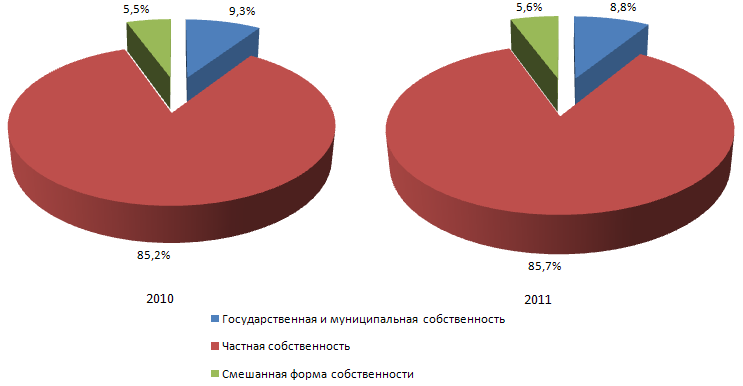 5,5%
9,3%
5,6%
8,8%
85,2%
85,7%
2010
2011
Государственная и муниципальная собственность
Частная собственность
Смешанная форма собственности